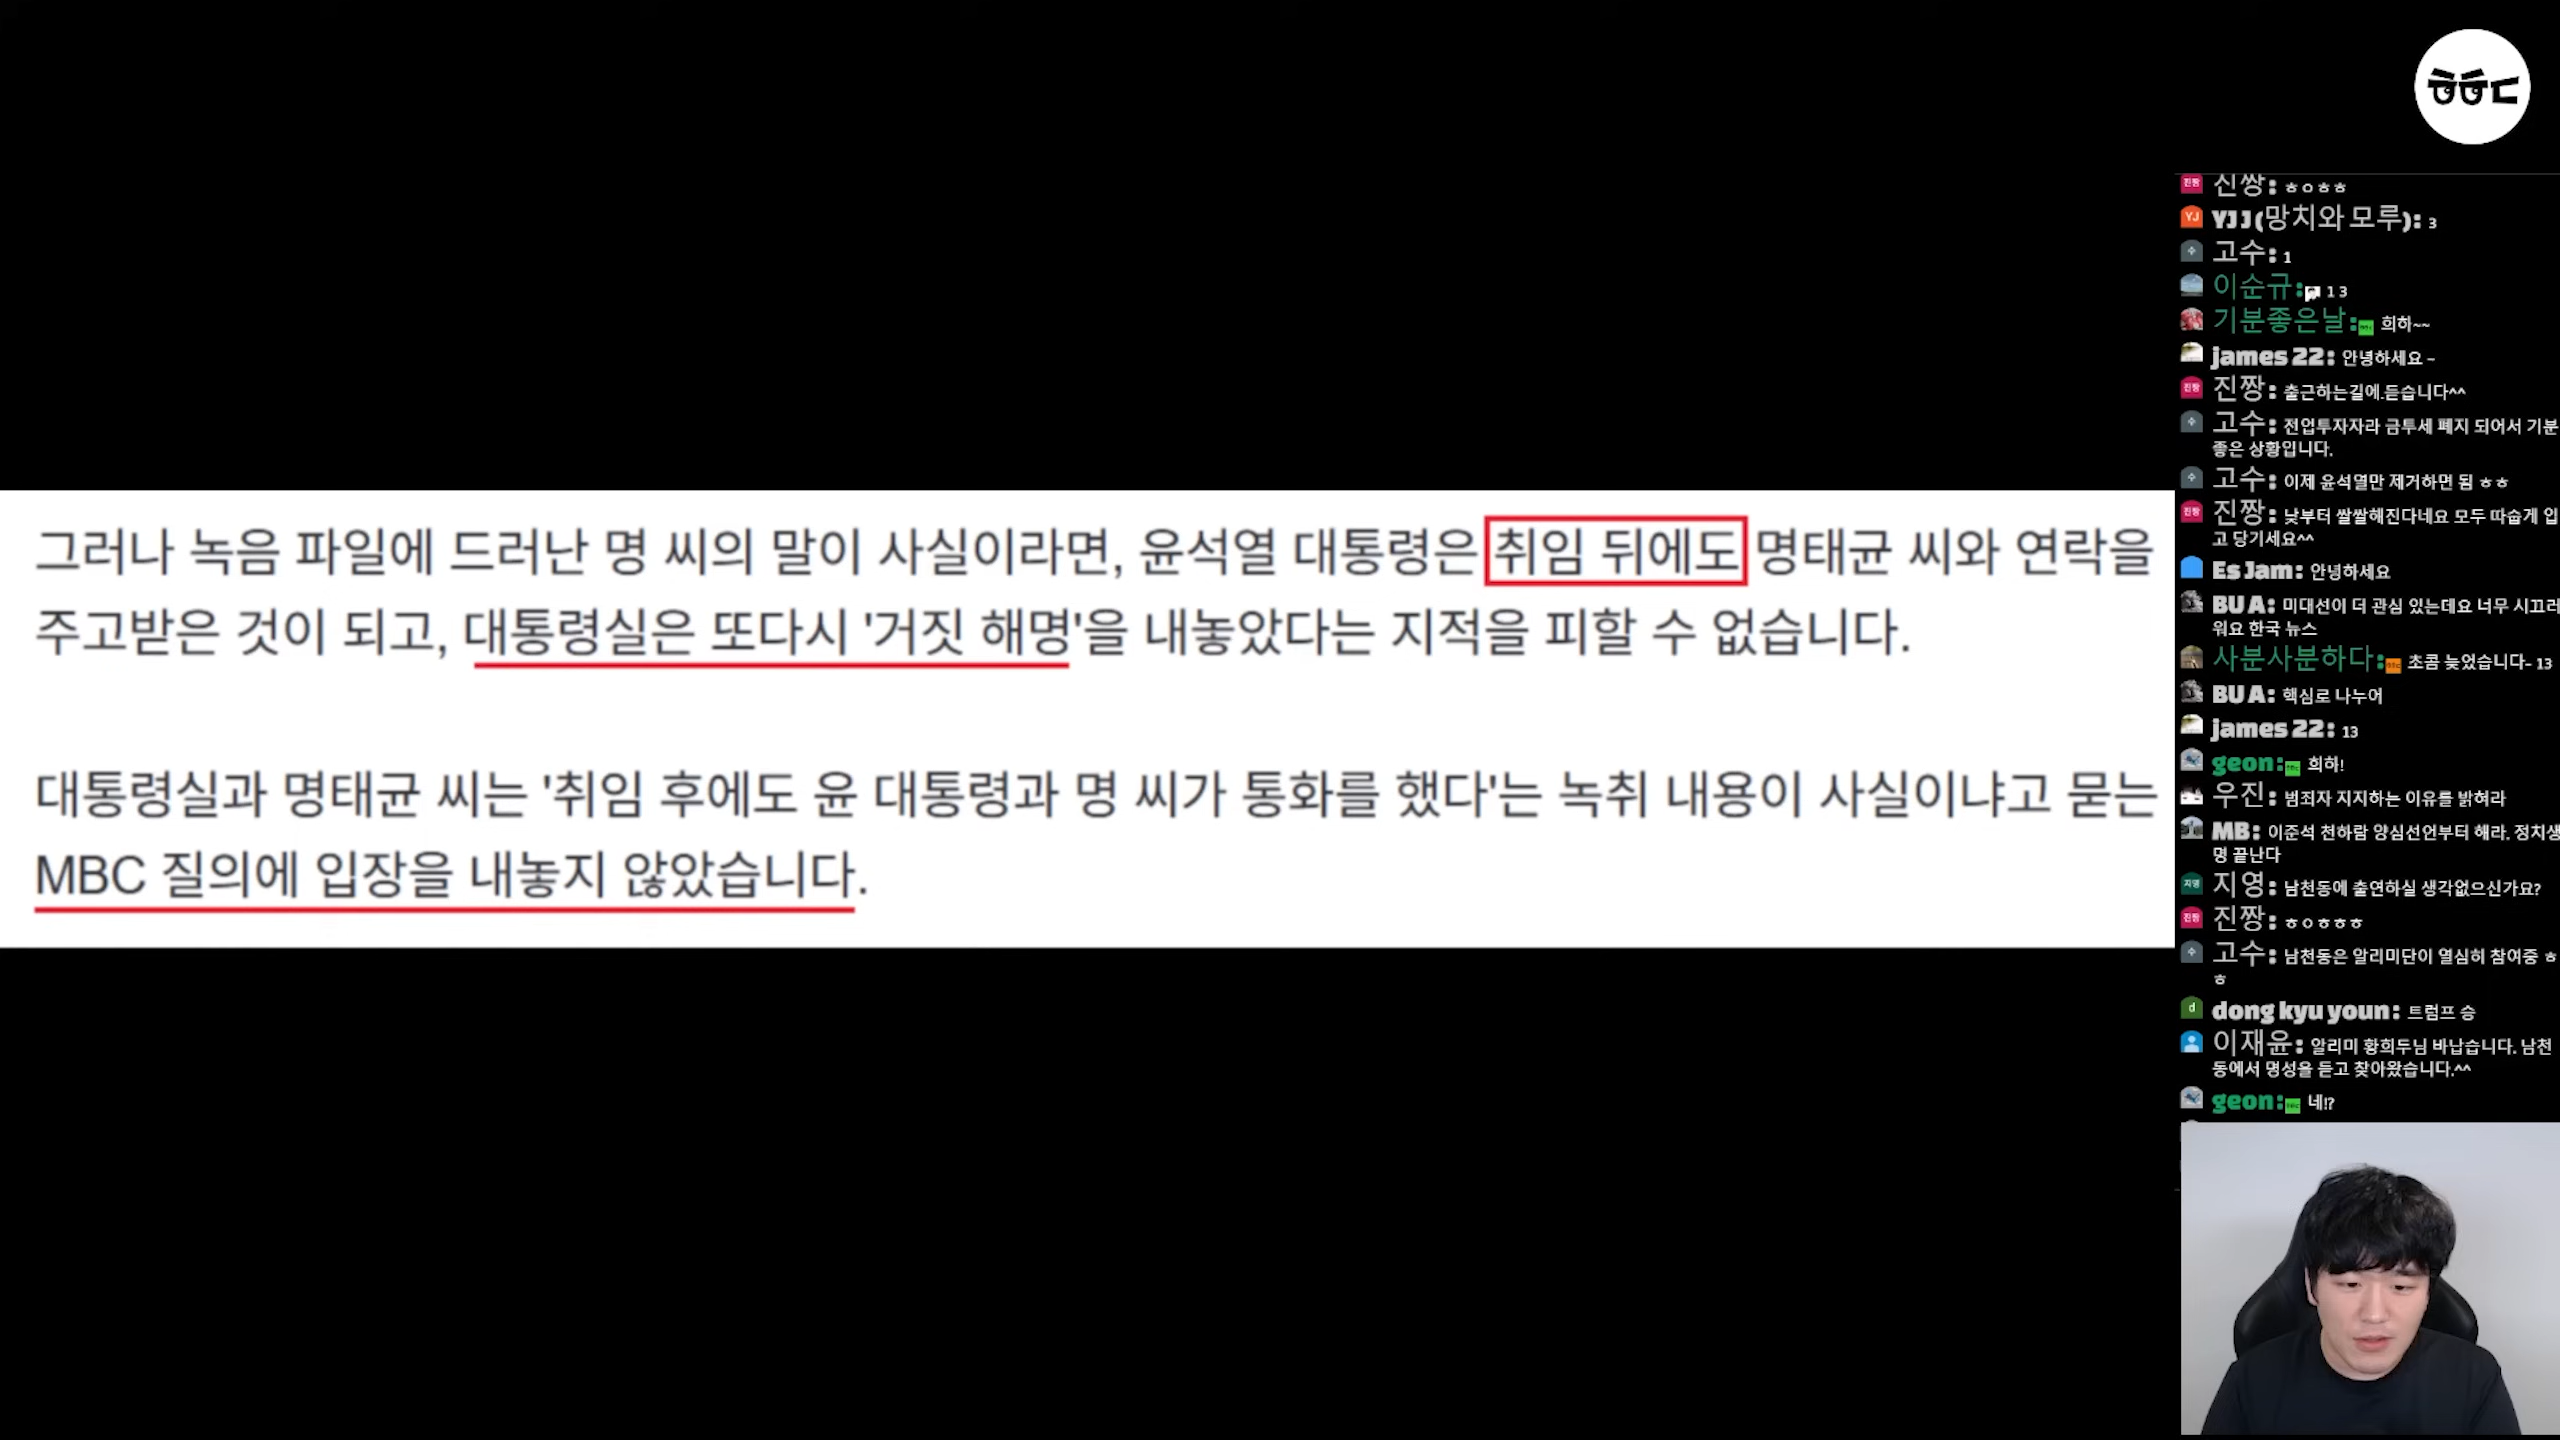 ㅎㅎㄷ
그러나 녹음 파일에 드러난 명 씨의 말이 사실이라면, 윤석열 대통령은 취임 뒤에도 명태균 씨와 연락을
주고받은 것이 되고, 대통령실은 또다시 '거짓 해명'을 내놓았다는 지적을 피할 수 없습니다.
대통령실과 명태균 씨는 '취임 후에도 윤 대통령과 명 씨가 통화를 했다'는 녹취 내용이 사실이냐고 묻는
MBC 질의에 입장을 내놓지 않았습니다.
진짱: ㅎㅇㅎㅎ
YJ J (망치와 모루): 3
고수: 1
이순규: 1 3
기분좋은날: 희하~~
james 22: 안녕하세요 ~
진짱: 출근하는길에.듣습니다^^
고수: 전업투자자라 금투세 폐지 되어서 기분
좋은 상황입니다.
고수: 이제 윤석열만 제거하면 됨 ㅎㅎ
진짱: 낮부터 쌀쌀해진다네요 모두 따숩게 입
고 당기세요^^
Es Jam: 안녕하세요
BU A: 미대선이 더 관심 있는데요 너무 시끄러
워요 한국 뉴스
사분사분하다: 초콤 늦었습니다~ 13
BU A: 핵심로 나누어
james 22: 13
geon: 희하!
우진: 범죄자 지지하는 이유를 밝혀라
MB: 이준석 천하람 양심선언부터 해라. 정치생
명 끝난다
지영: 남천동에 출연하실 생각없으신가요?
진짱: ㅎㅇㅎㅎㅎ
고수: 남천동은 알리미단이 열심히 참여중 ㅎ
ㅎ
dong kyu youn: 트럼프 승
이재윤: 알리미 황희두님 바납습니다. 남천
동에서 명성을 듣고 찾아왔습니다.^^
geon: 네!?